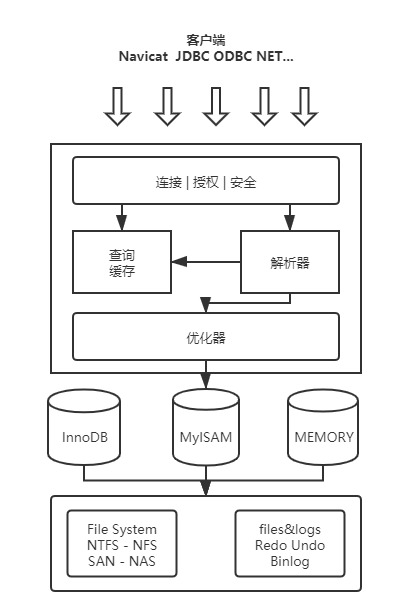 客户端
Navicat JDBC ODBC NET...
连接 | 授权 | 安全
查询
缓存
解析器
优化器
InnoDB
MyISAM
MEMORY
File System
NTFS - NFS
SAN - NAS
files&logs
Redo Undo
Binlog